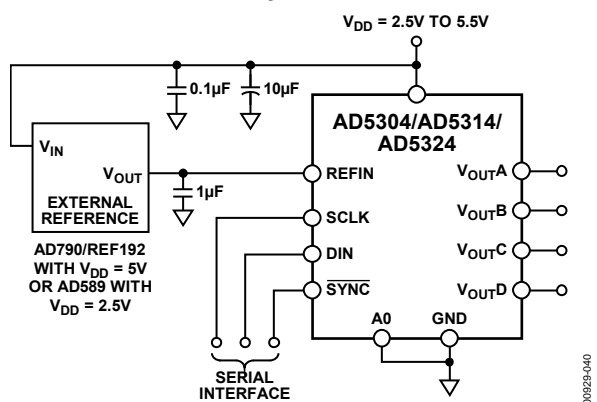 V_DD = 2.5V TO 5.5V
0.1µF
10µF
AD5304/AD5314/
AD5324
V_IN
V_OUT
EXTERNAL
REFERENCE
1µF
REFIN
SCLK
DIN
SYNC
V_OUTA
V_OUTB
V_OUTC
V_OUTD
AD790/REF192
WITH V_DD = 5V
OR AD589 WITH
V_DD = 2.5V
A0
GND
SERIAL
INTERFACE
00929-040